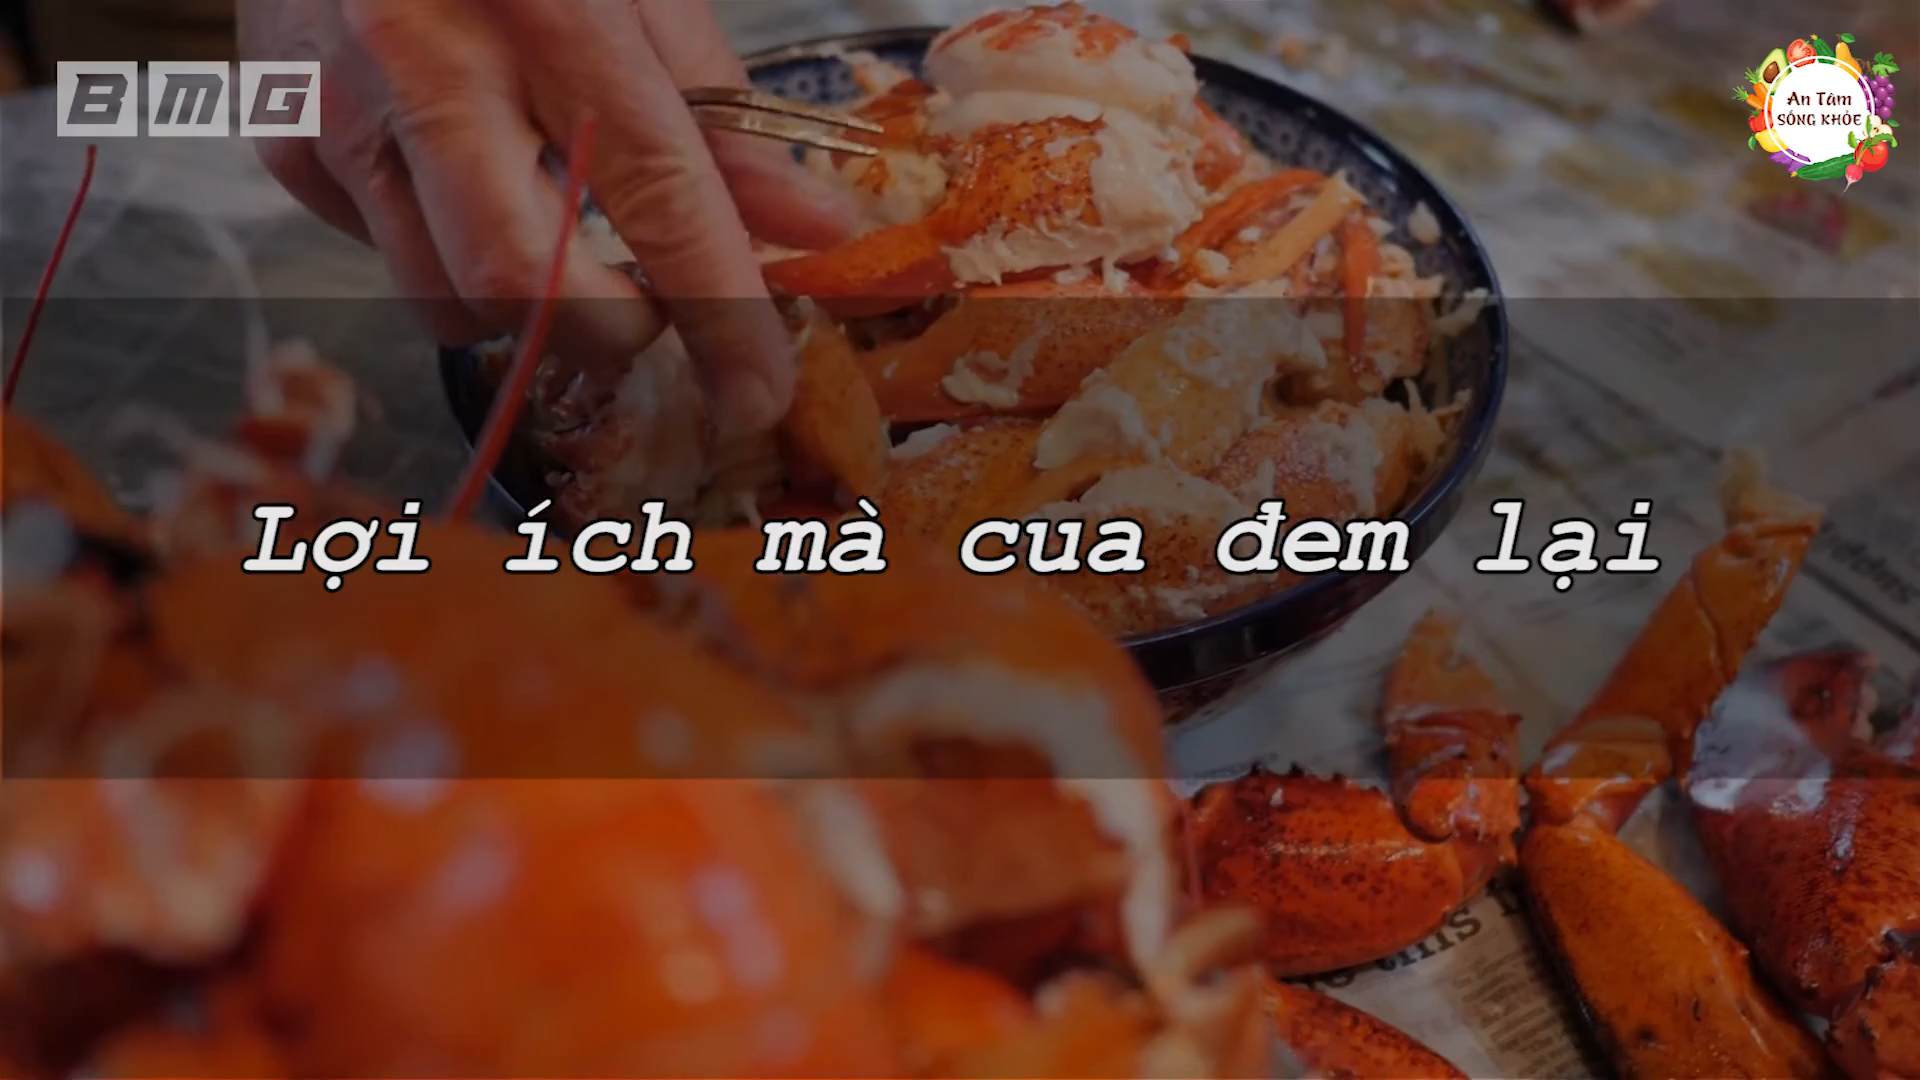 BMG
An Tâm
SỐNG KHỎE
Lợi ích mà cua đem lại